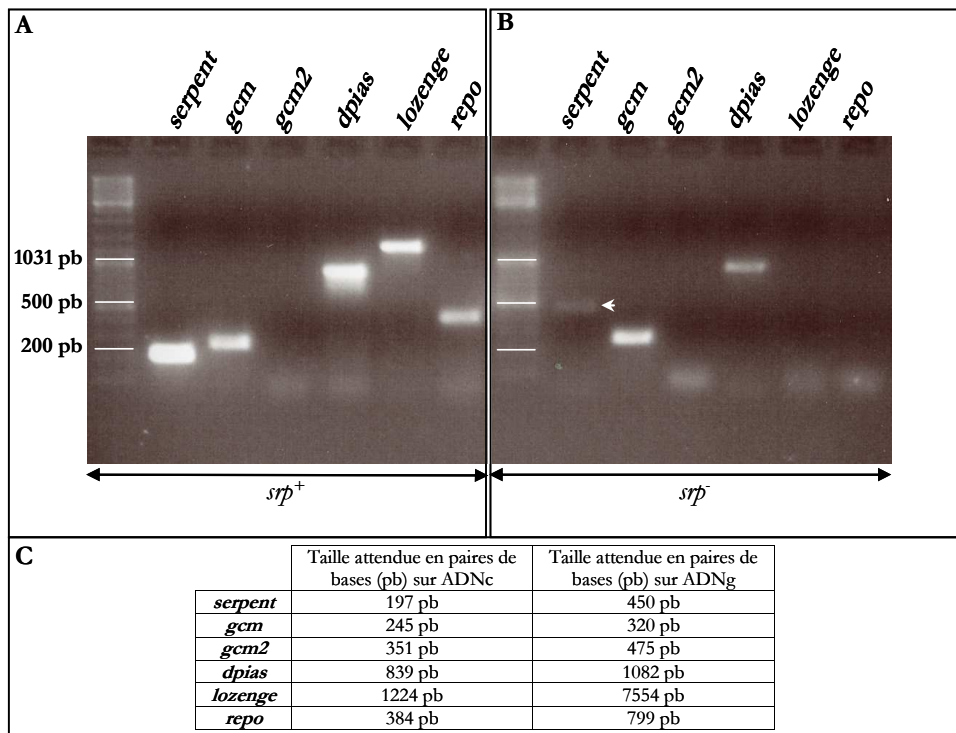 A
serpent gcm gcm2 dpias lozenge repo
1031 pb
500 pb
200 pb
srp+
B
serpent gcm gcm2 dpias lozenge repo
srp-
C
Taille attendue en paires de bases (pb) sur ADNc
Taille attendue en paires de bases (pb) sur ADNg
serpent 197 pb 450 pb
gcm 245 pb 320 pb
gcm2 351 pb 475 pb
dpias 839 pb 1082 pb
lozenge 1224 pb 7554 pb
repo 384 pb 799 pb